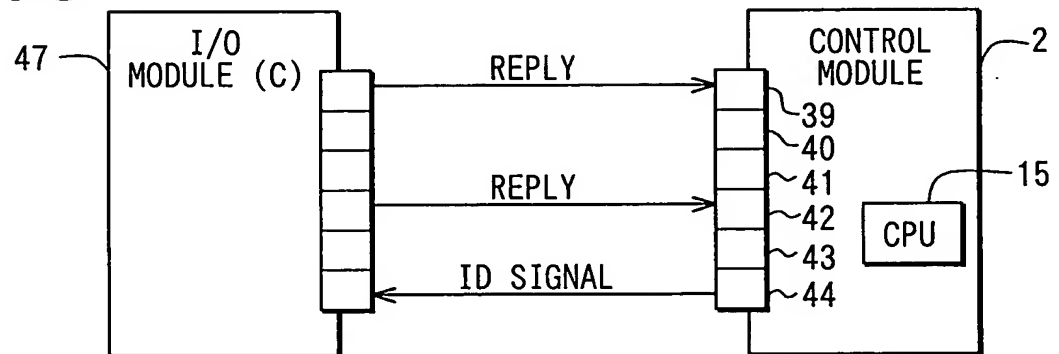 I/O
MODULE (C)
47
REPLY
REPLY
ID SIGNAL
CONTROL
MODULE
2
39
40
41
42
43
44
15
CPU